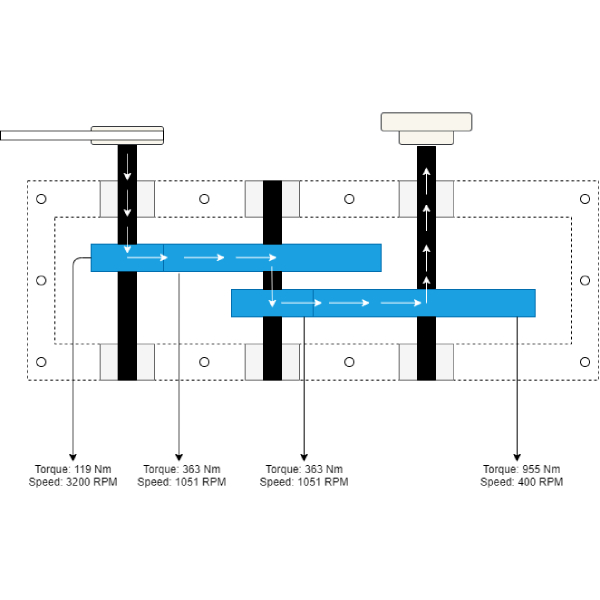 Torque: 119 Nm
Speed: 3200 RPM
Torque: 363 Nm
Speed: 1051 RPM
Torque: 363 Nm
Speed: 1051 RPM
Torque: 955 Nm
Speed: 400 RPM